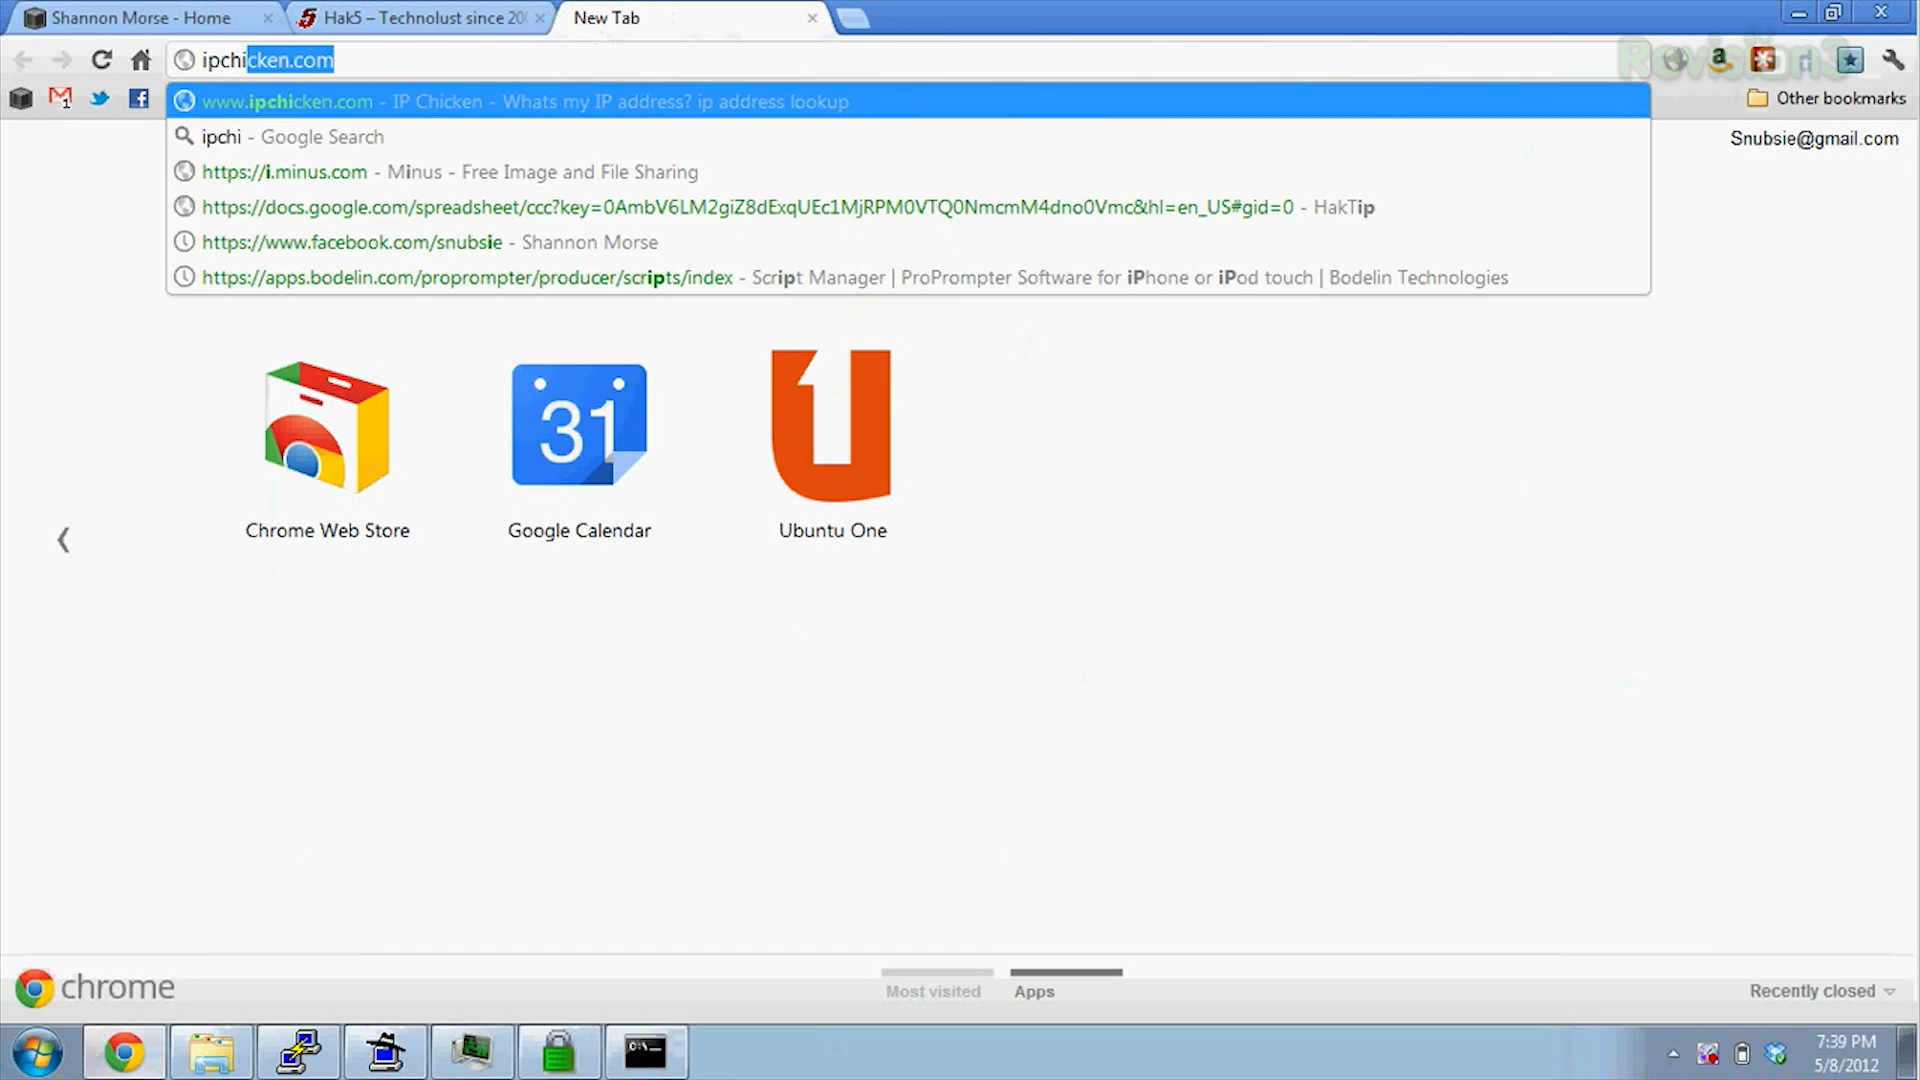 Shannon Morse - Home
Hak5 – Technolust since 200
New Tab
ipchicken.com
Revision3
1
www.ipchicken.com - IP Chicken - Whats my IP address? ip address lookup
Other bookmarks
ipchi - Google Search
Snubsie@gmail.com
https://i.minus.com - Minus - Free Image and File Sharing
https://docs.google.com/spreadsheet/ccc?key=0AmbV6LM2giZ8dExqUEc1MjRPM0VTQ0NmcmM4dno0Vmc&hl=en_US#gid=0 - HakTip
https://www.facebook.com/snubsie - Shannon Morse
https://apps.bodelin.com/proprompter/producer/scripts/index - Script Manager | ProPrompter Software for iPhone or iPod touch | Bodelin Technologies
31
Chrome Web Store
Google Calendar
Ubuntu One
chrome
Most visited
Apps
Recently closed
C:\
7:39 PM
5/8/2012